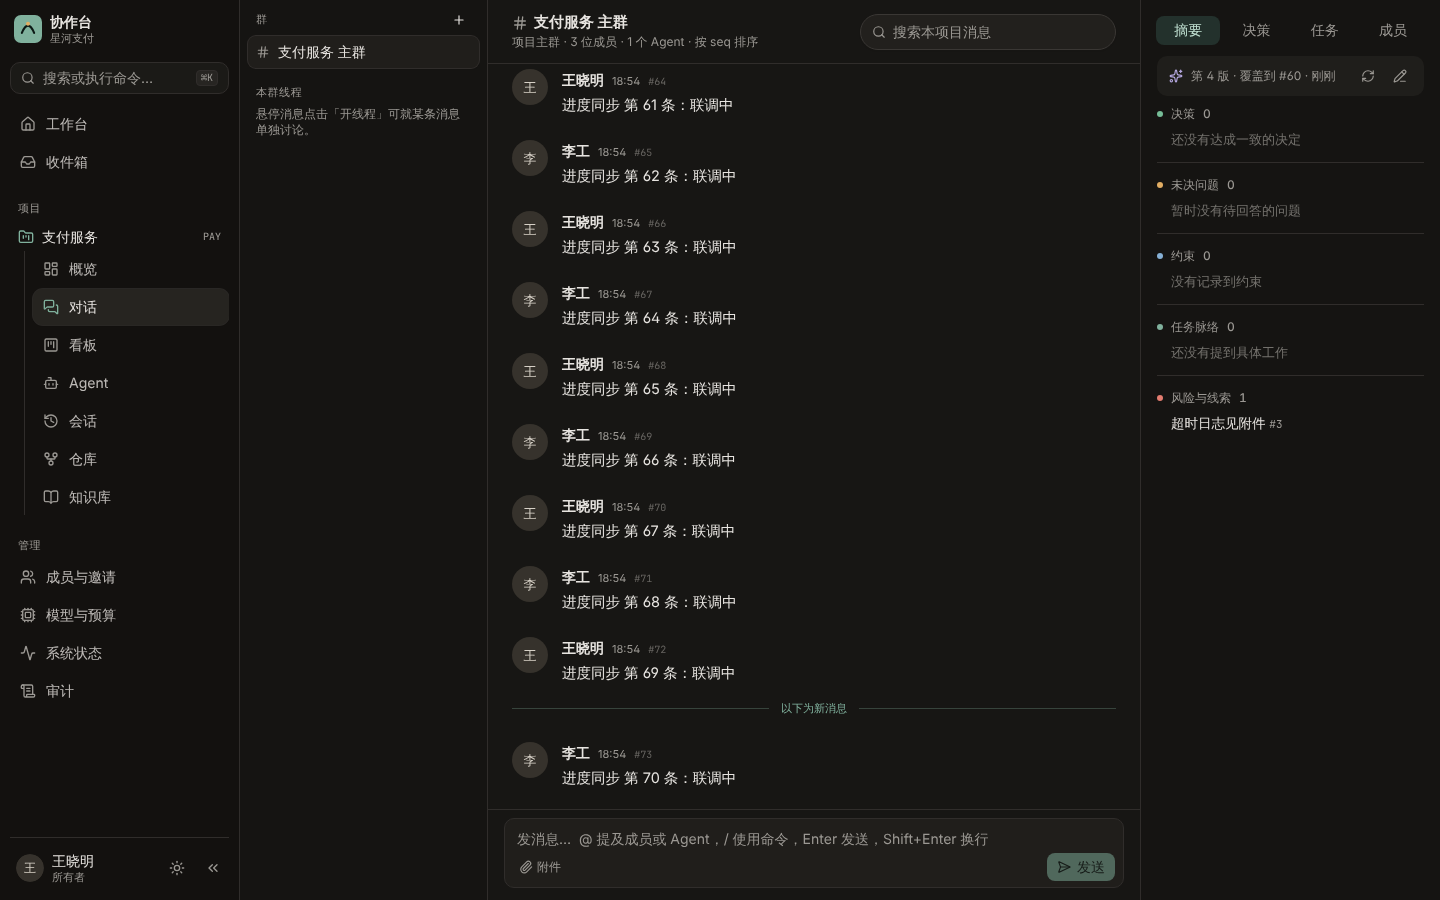 协作台
星河支付
搜索或执行命令... ⌘K
工作台
收件箱
项目
支付服务 PAY
概览
对话
看板
Agent
会话
仓库
知识库
管理
成员与邀请
模型与预算
系统状态
审计
王 王晓明
所有者
群
# 支付服务 主群
本群线程
悬停消息点击「开线程」可就某条消息
单独讨论。
# 支付服务 主群
项目主群 · 3 位成员 · 1 个 Agent · 按 seq 排序
搜索本项目消息
王 王晓明 18:54 #64
进度同步 第 61 条：联调中
李 李工 18:54 #65
进度同步 第 62 条：联调中
王 王晓明 18:54 #66
进度同步 第 63 条：联调中
李 李工 18:54 #67
进度同步 第 64 条：联调中
王 王晓明 18:54 #68
进度同步 第 65 条：联调中
李 李工 18:54 #69
进度同步 第 66 条：联调中
王 王晓明 18:54 #70
进度同步 第 67 条：联调中
李 李工 18:54 #71
进度同步 第 68 条：联调中
王 王晓明 18:54 #72
进度同步 第 69 条：联调中
以下为新消息
李 李工 18:54 #73
进度同步 第 70 条：联调中
发消息... @ 提及成员或 Agent，/ 使用命令，Enter 发送，Shift+Enter 换行
附件
发送
摘要 决策 任务 成员
第 4 版 · 覆盖到 #60 · 刚刚
决策 0
还没有达成一致的决定
未决问题 0
暂时没有待回答的问题
约束 0
没有记录到约束
任务脉络 0
还没有提到具体工作
风险与线索 1
超时日志见附件 #3